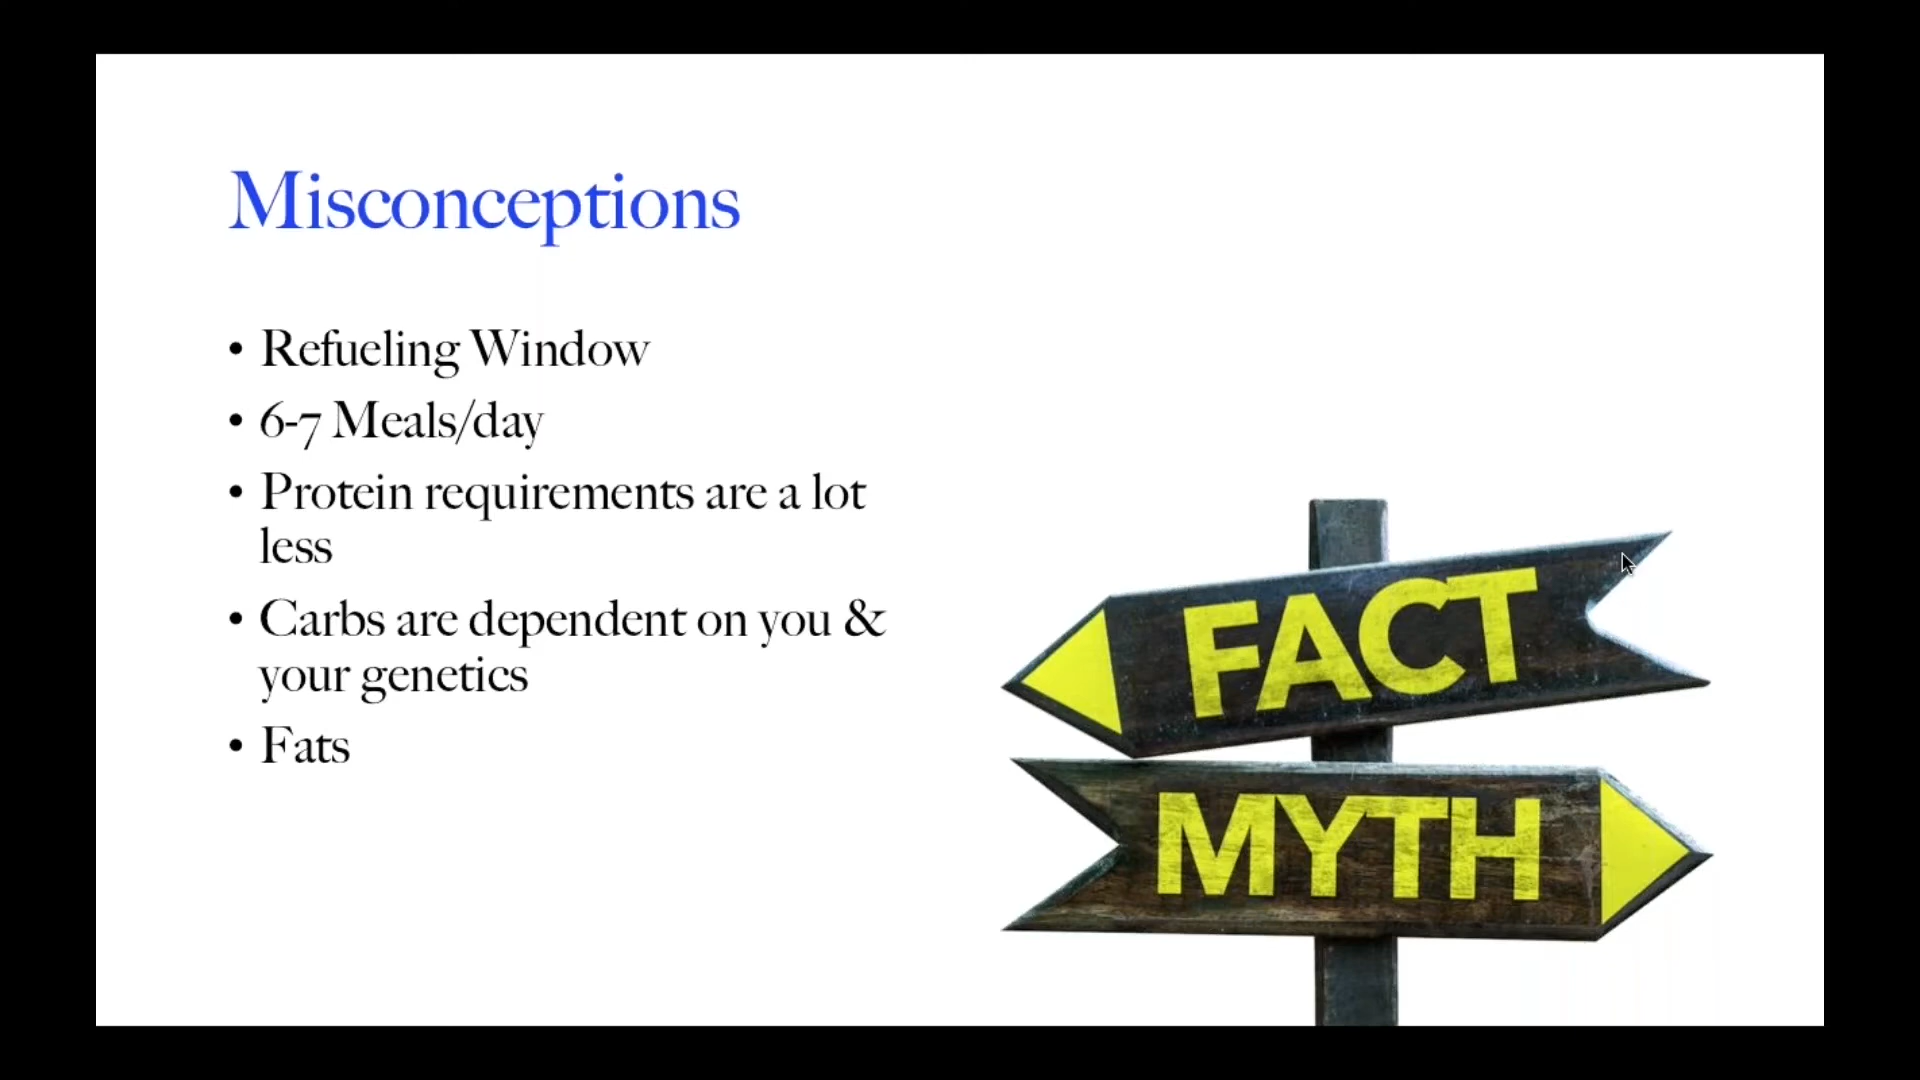 Misconceptions
• Refueling Window
• 6-7 Meals/day
• Protein requirements are a lot
less
• Carbs are dependent on you &
your genetics
• Fats
FACT
MYTH